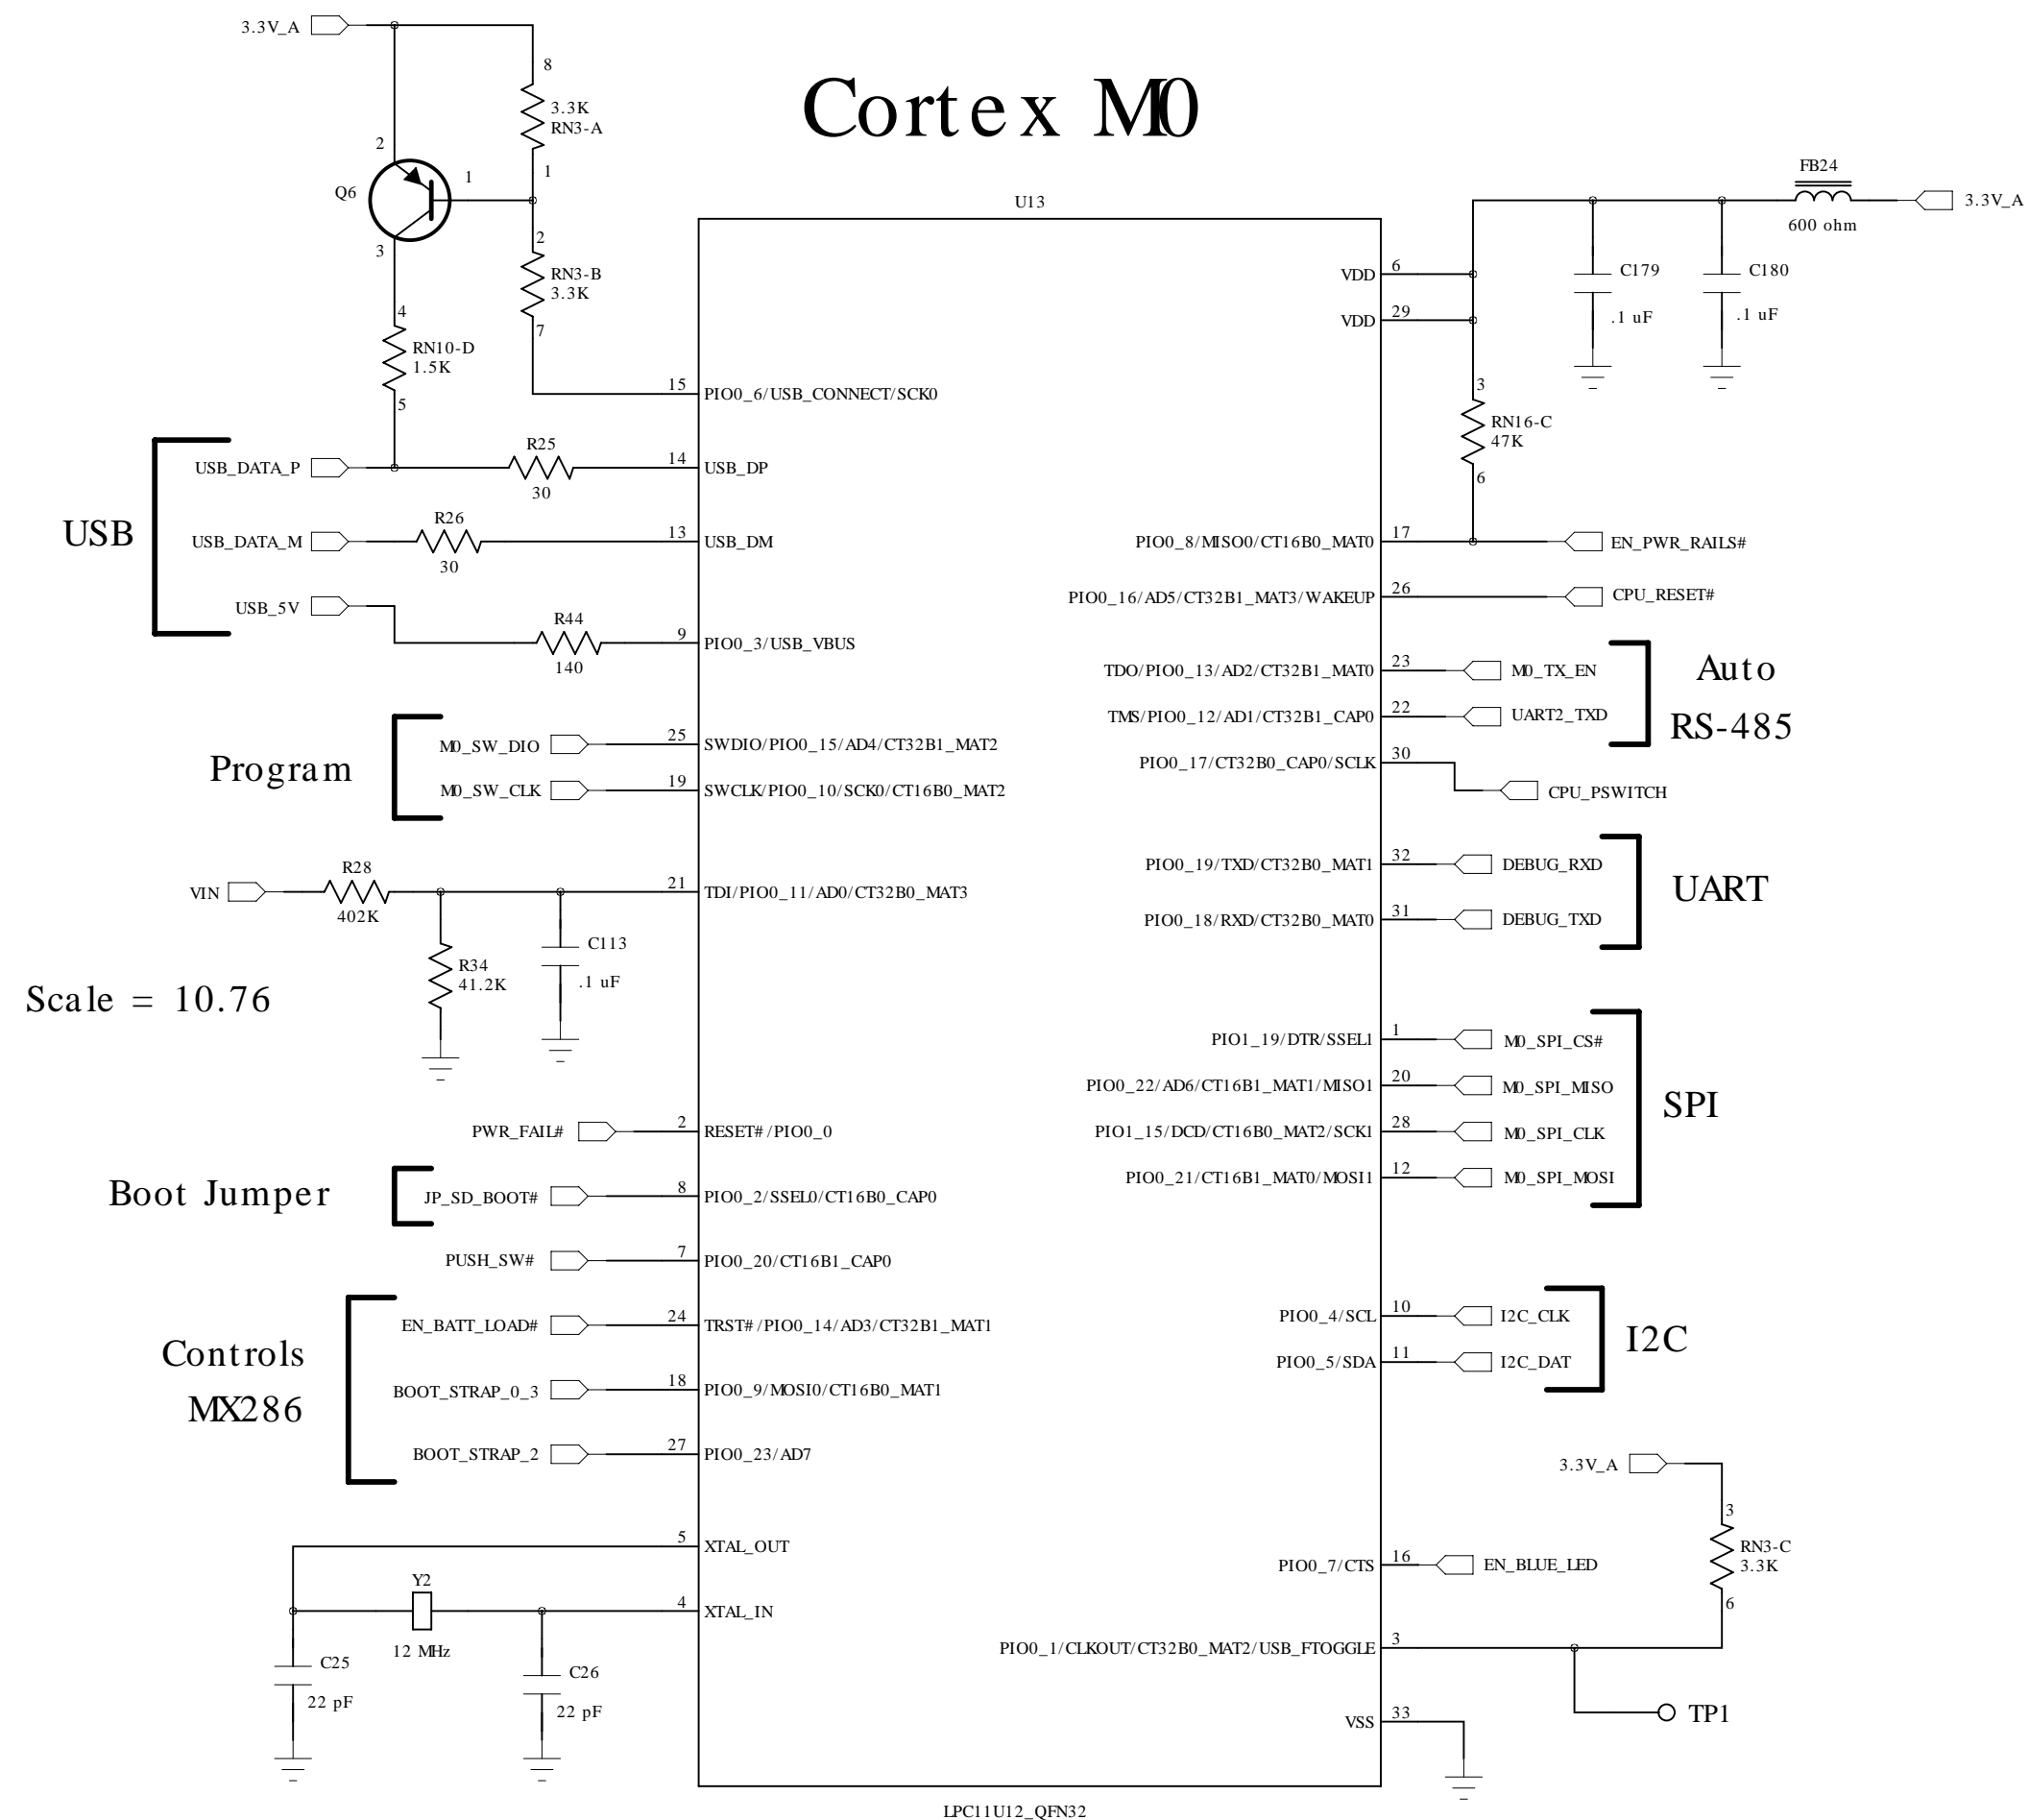 3.3V_A
Cortex M0
8
3.3K
RN3-A
2
1
Q6
1
FB24
3.3V_A
600 ohm
U13
3
2
RN3-B
3.3K
7
VDD
6
VDD
29
C179
.1 uF
C180
.1 uF
4
RN10-D
1.5K
5
15
PIO0_6/USB_CONNECT/SCK0
3
RN16-C
47K
6
USB
USB_DATA_P
R25
30
14
USB_DP
USB_DATA_M
R26
30
13
USB_DM
PIO0_8/MISO0/CT16B0_MAT0
17
EN_PWR_RAILS#
USB_5V
R44
140
9
PIO0_3/USB_VBUS
PIO0_16/AD5/CT32B1_MAT3/WAKEUP
26
CPU_RESET#
TDO/PIO0_13/AD2/CT32B1_MAT0
23
M0_TX_EN
TMS/PIO0_12/AD1/CT32B1_CAP0
22
UART2_TXD
Auto
RS-485
Program
M0_SW_DIO
25
SWDIO/PIO0_15/AD4/CT32B1_MAT2
M0_SW_CLK
19
SWCLK/PIO0_10/SCK0/CT16B0_MAT2
PIO0_17/CT32B0_CAP0/SCLK
30
CPU_PSWITCH
VIN
R28
402K
21
TDI/PIO0_11/AD0/CT32B0_MAT3
PIO0_19/TXD/CT32B0_MAT1
32
DEBUG_RXD
PIO0_18/RXD/CT32B0_MAT0
31
DEBUG_TXD
UART
R34
41.2K
C113
.1 uF
Scale = 10.76
PIO1_19/DTR/SSEL1
1
M0_SPI_CS#
PIO0_22/AD6/CT16B1_MAT1/MISO1
20
M0_SPI_MISO
PIO1_15/DCD/CT16B0_MAT2/SCK1
28
M0_SPI_CLK
PIO0_21/CT16B1_MAT0/MOSI1
12
M0_SPI_MOSI
SPI
PWR_FAIL#
2
RESET#/PIO0_0
Boot Jumper
JP_SD_BOOT#
8
PIO0_2/SSEL0/CT16B0_CAP0
PUSH_SW#
7
PIO0_20/CT16B1_CAP0
Controls
MX286
EN_BATT_LOAD#
24
TRST#/PIO0_14/AD3/CT32B1_MAT1
BOOT_STRAP_0_3
18
PIO0_9/MOSI0/CT16B0_MAT1
BOOT_STRAP_2
27
PIO0_23/AD7
PIO0_4/SCL
10
I2C_CLK
PIO0_5/SDA
11
I2C_DAT
I2C
3.3V_A
3
RN3-C
3.3K
6
5
XTAL_OUT
Y2
12 MHz
4
XTAL_IN
C25
22 pF
C26
22 pF
PIO0_7/CTS
16
EN_BLUE_LED
PIO0_1/CLKOUT/CT32B0_MAT2/USB_FTOGGLE
3
TP1
VSS
33
LPC11U12_QFN32